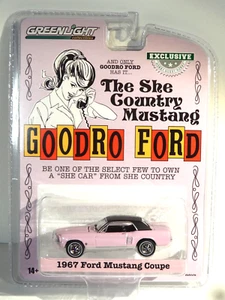 GREENLIGHT
AND ONLY
GOODRO FORD
HAS IT...
EXCLUSIVE
The She
Country
Mustang
GOODRO FORD
BE ONE OF THE SELECT FEW TO OWN
A "SHE CAR" FROM SHE COUNTRY
14+
1967 Ford Mustang Coupe